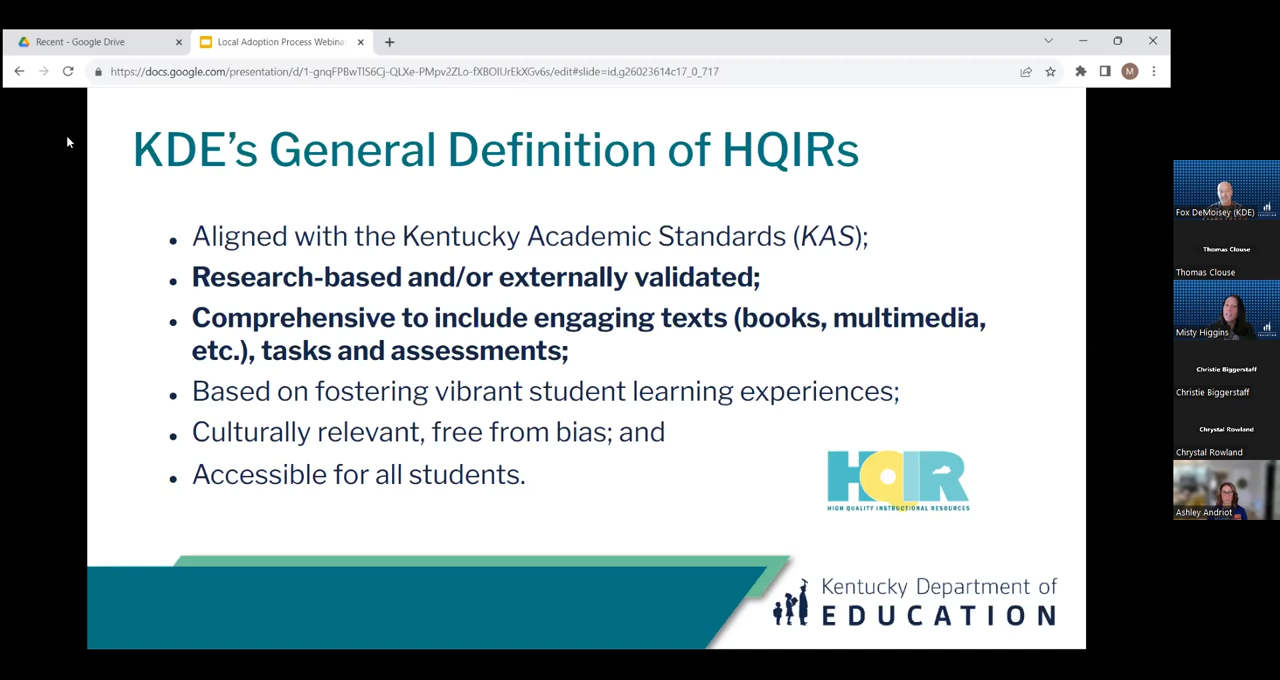 Recent - Google Drive
Local Adoption Process Webina
https://docs.google.com/presentation/d/1-gnqFPBwTlS6Cj-QLXe-PMpv2ZLo-fXBOIUrEkXGv6s/edit#slide=id.g26023614c17_0_717
M
KDE's General Definition of HQIRs
• Aligned with the Kentucky Academic Standards (KAS);
• Research-based and/or externally validated;
• Comprehensive to include engaging texts (books, multimedia,
etc.), tasks and assessments;
• Based on fostering vibrant student learning experiences;
• Culturally relevant, free from bias; and
• Accessible for all students.
HQIR
HIGH QUALITY INSTRUCTIONAL RESOURCES
Kentucky Department of
EDUCATION
Fox DeMoisey (KDE)
Thomas Clouse
Thomas Clouse
Misty Higgins
Christie Biggerstaff
Christie Biggerstaff
Chrystal Rowland
Chrystal Rowland
Ashley Andriot